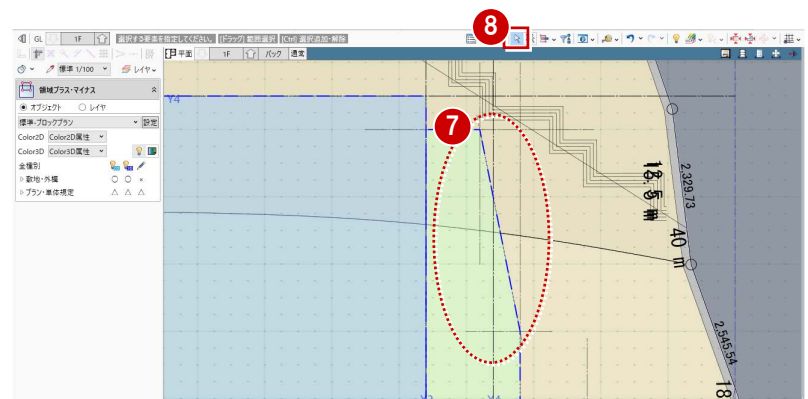 8
GL 1F 選択する要素を指定してください。 [ドラッグ] 範囲選択 [Ctrl] 選択追加・解除
平面 1F バック 通常
標準 1/100 レイヤ
領域プラス・マイナス
オブジェクト レイヤ
標準-ブロックプラン 設定
Color2D Color2D属性
Color3D Color3D属性
全種別
敷地・外構
プラン・単体規定
Y4
7
2,329.73
40 m
2,545.54
18